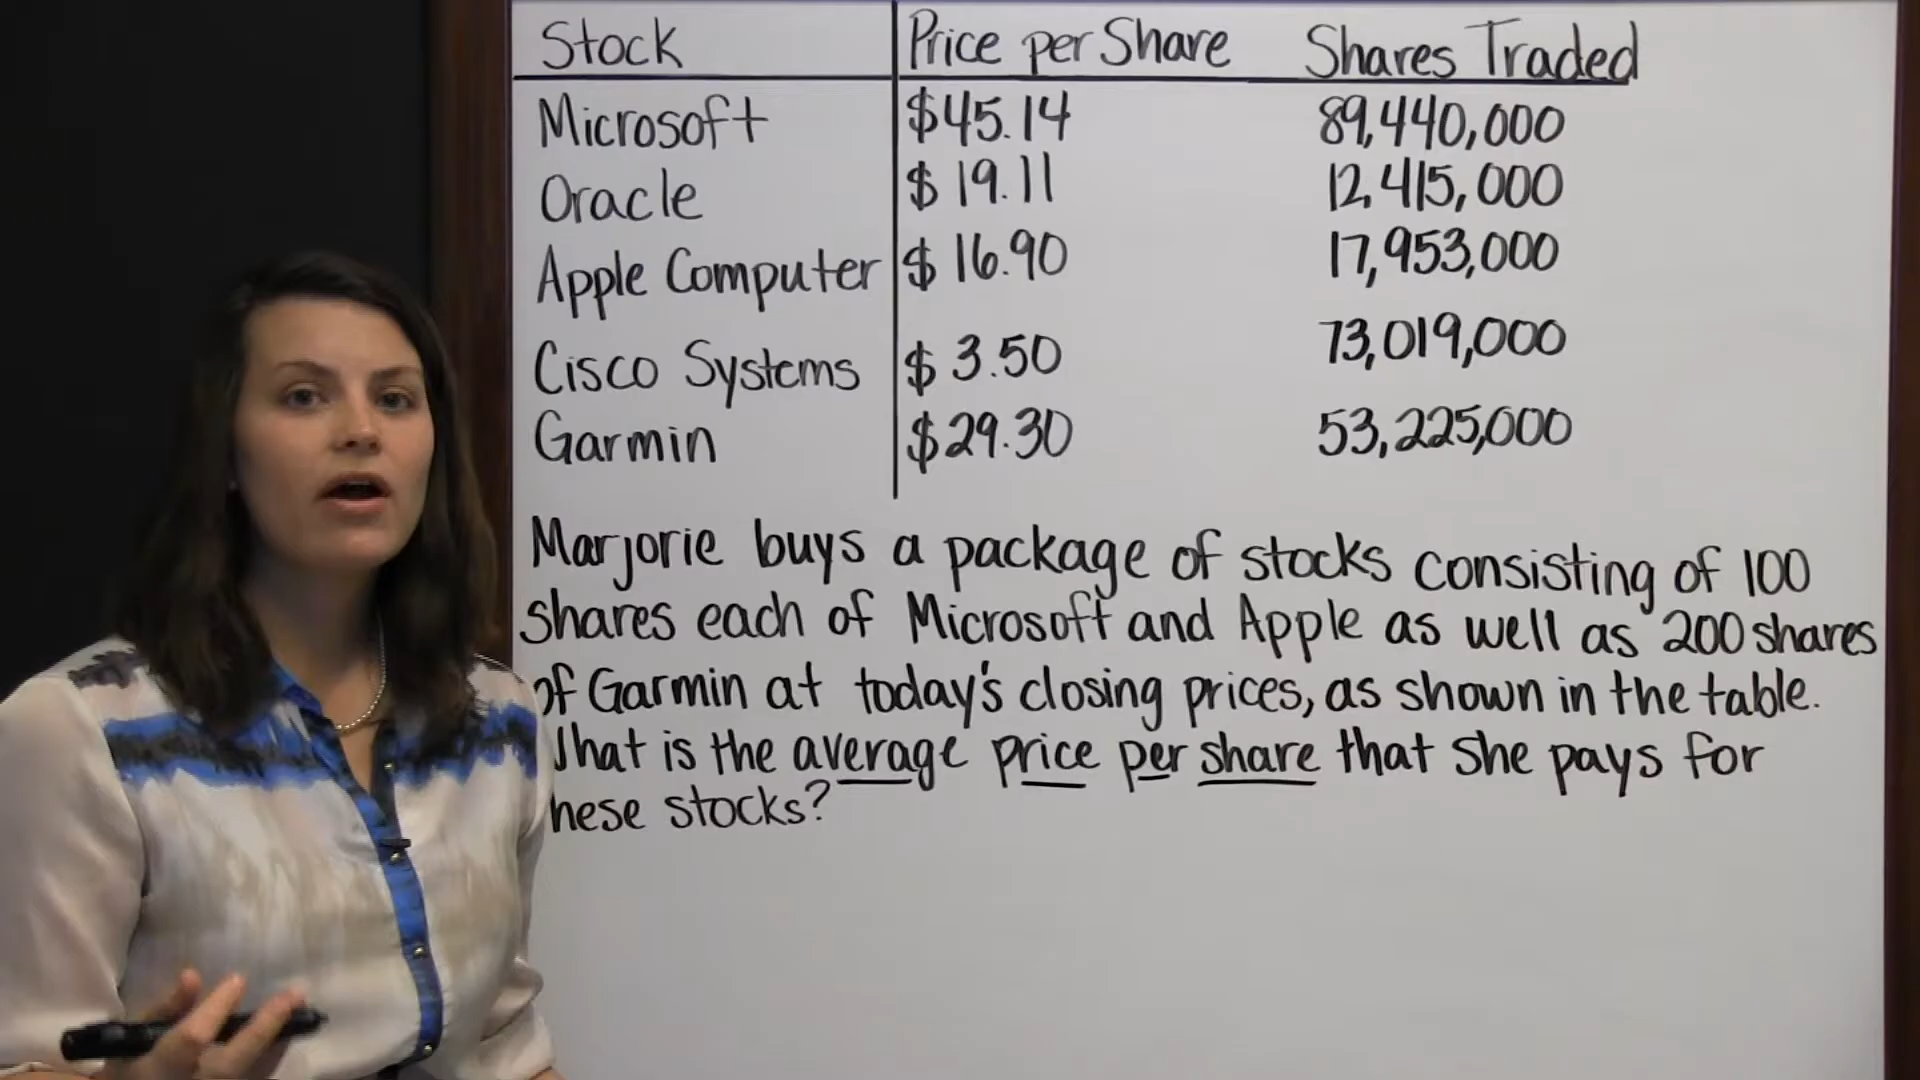 Stock Price per Share Shares Traded
Microsoft $45.14 89,440,000
Oracle $19.11 12,415,000
Apple Computer $16.90 17,953,000
Cisco Systems $3.50 73,019,000
Garmin $29.30 53,225,000
Marjorie buys a package of stocks consisting of 100
shares each of Microsoft and Apple as well as 200 shares
of Garmin at today's closing prices, as shown in the table.
hat is the average price per share that she pays for
hese stocks?